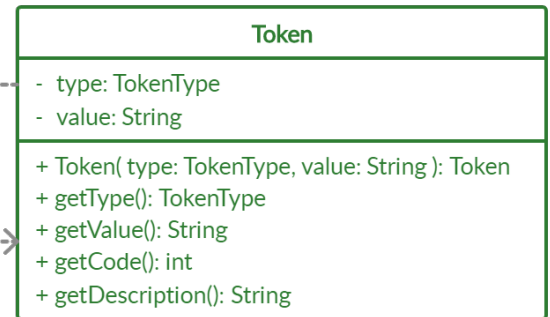 Token
- type: TokenType
- value: String
+ Token( type: TokenType, value: String ): Token
+ getType(): TokenType
+ getValue(): String
+ getCode(): int
+ getDescription(): String